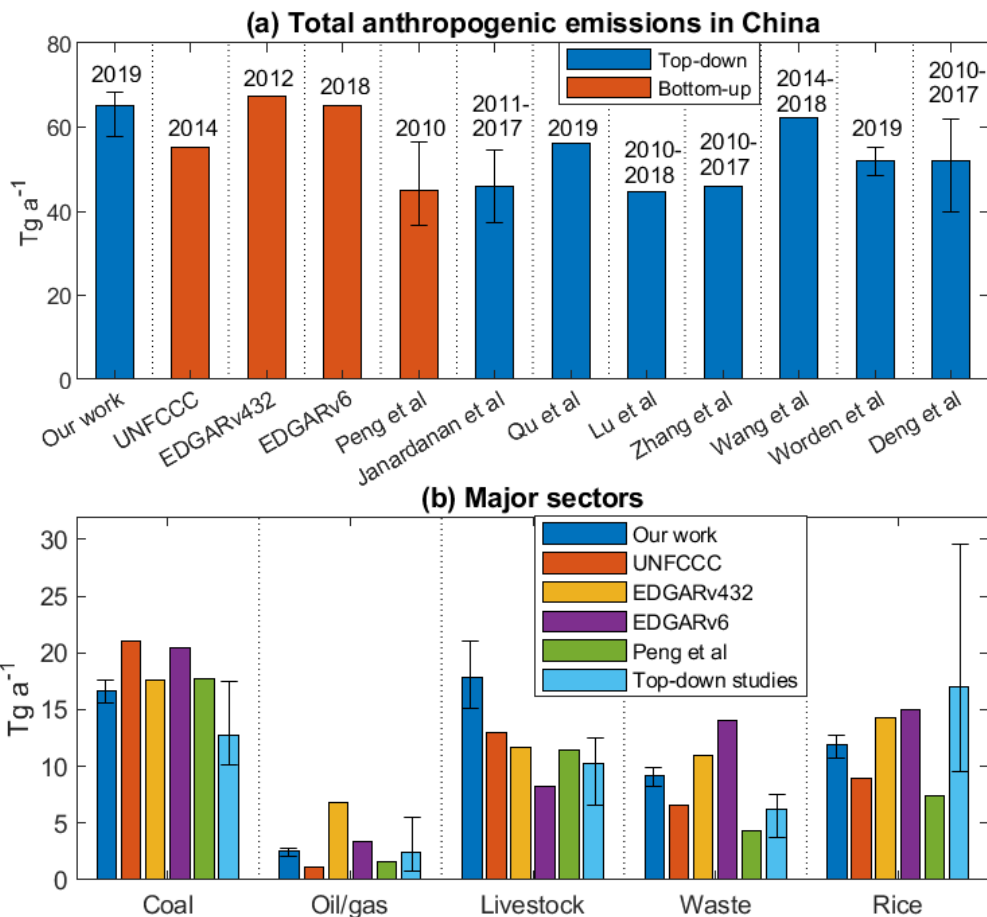 (a) Total anthropogenic emissions in China
Tg a⁻¹
80
60
40
20
0
Top-down
Bottom-up
2019
2014
2012
2018
2010
2011-
2017
2019
2010-
2018
2010-
2017
2014-
2018
2019
2010-
2017
Our work
UNFCCC
EDGARv432
EDGARv6
Peng et al
Janardanan et al
Qu et al
Lu et al
Zhang et al
Wang et al
Worden et al
Deng et al
(b) Major sectors
Tg a⁻¹
30
25
20
15
10
5
0
Our work
UNFCCC
EDGARv432
EDGARv6
Peng et al
Top-down studies
Coal
Oil/gas
Livestock
Waste
Rice